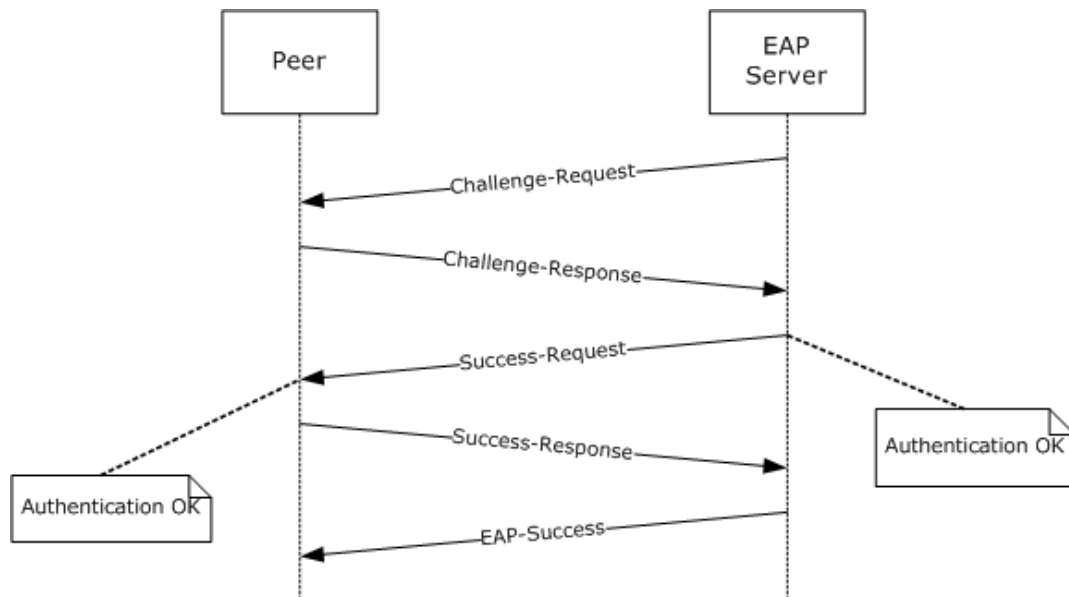 Peer
EAP
Server
Challenge-Request
Challenge-Response
Success-Request
Authentication OK
Success-Response
Authentication OK
EAP-Success